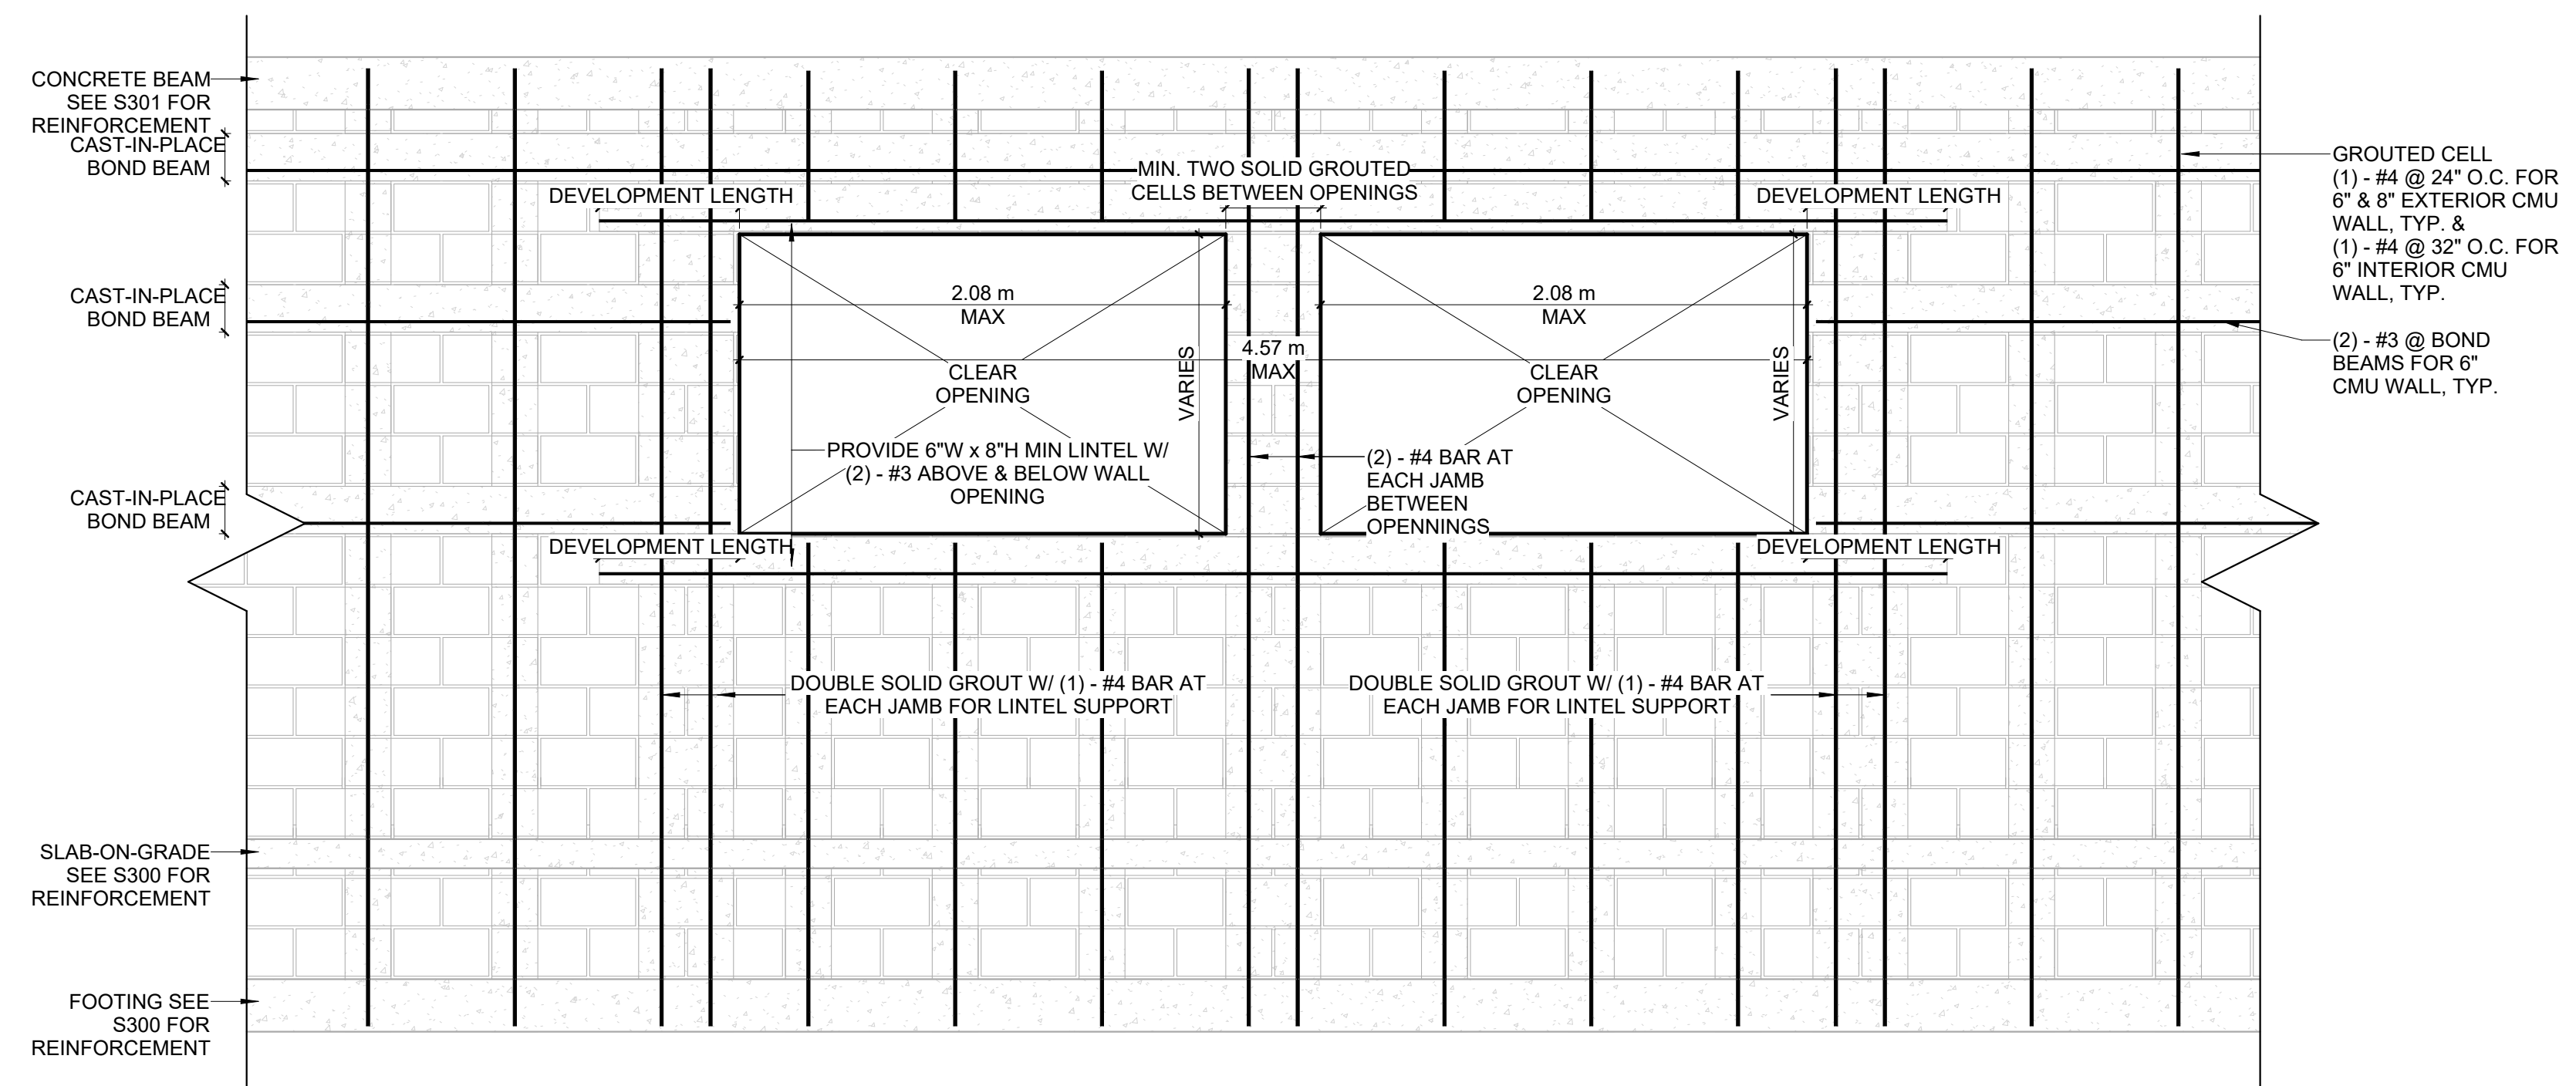 CONCRETE BEAM
SEE S301 FOR
REINFORCEMENT
CAST-IN-PLACE
BOND BEAM
CAST-IN-PLACE
BOND BEAM
CAST-IN-PLACE
BOND BEAM
SLAB-ON-GRADE
SEE S300 FOR
REINFORCEMENT
FOOTING SEE
S300 FOR
REINFORCEMENT
DEVELOPMENT LENGTH
MIN. TWO SOLID GROUTED
CELLS BETWEEN OPENINGS
DEVELOPMENT LENGTH
2.08 m
MAX
CLEAR
OPENING
VARIES
4.57 m
MAX
2.08 m
MAX
CLEAR
OPENING
VARIES
PROVIDE 6"W x 8"H MIN LINTEL W/
(2) - #3 ABOVE & BELOW WALL
OPENING
(2) - #4 BAR AT
EACH JAMB
BETWEEN
OPENNINGS
DEVELOPMENT LENGTH
DEVELOPMENT LENGTH
DOUBLE SOLID GROUT W/ (1) - #4 BAR AT
EACH JAMB FOR LINTEL SUPPORT
DOUBLE SOLID GROUT W/ (1) - #4 BAR AT
EACH JAMB FOR LINTEL SUPPORT
GROUTED CELL
(1) - #4 @ 24" O.C. FOR
6" & 8" EXTERIOR CMU
WALL, TYP. &
(1) - #4 @ 32" O.C. FOR
6" INTERIOR CMU
WALL, TYP.
(2) - #3 @ BOND
BEAMS FOR 6"
CMU WALL, TYP.